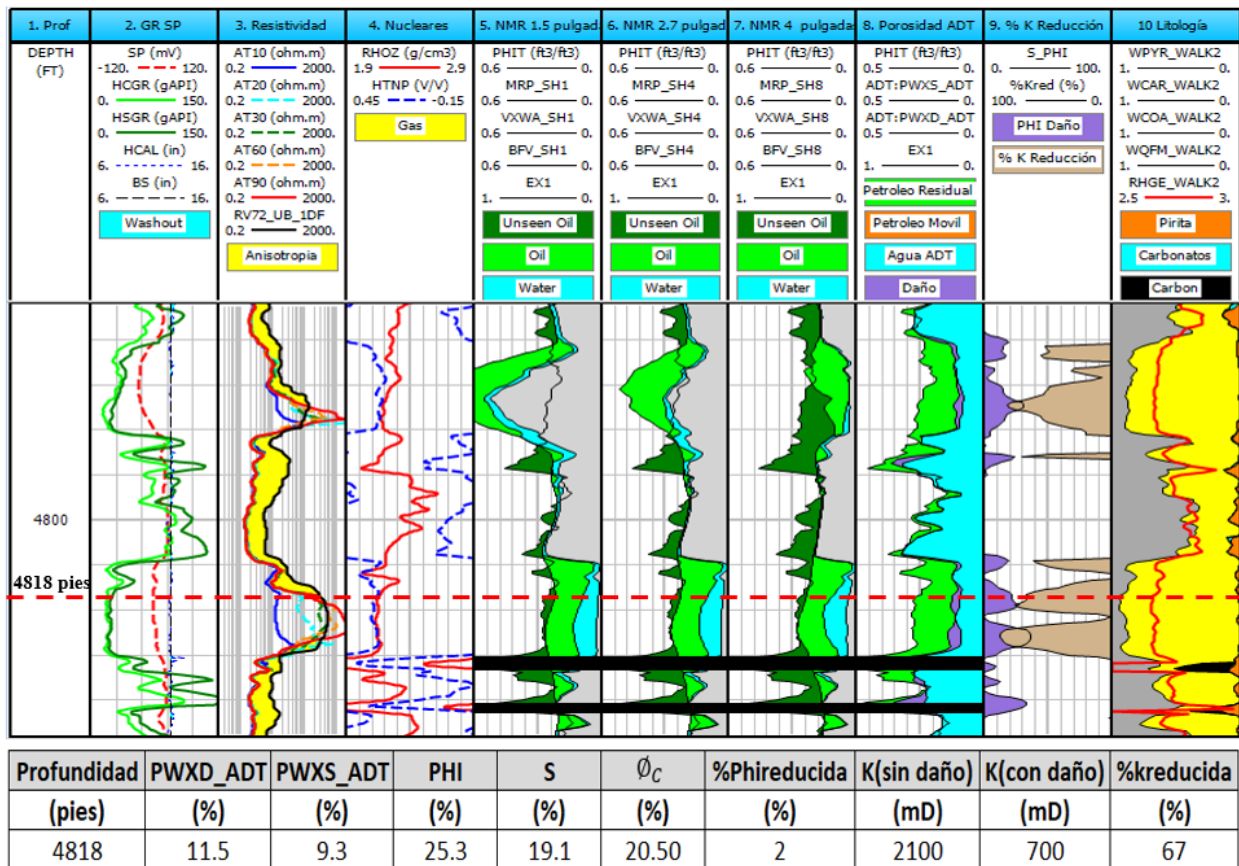 1. Prof 2. GR SP 3. Resistividad 4. Nucleares 5. NMR 1.5 pulgada 6. NMR 2.7 pulgada 7. NMR 4 pulgadas 8. Porosidad ADT 9. % K Reducción 10 Litología
DEPTH
(FT)
SP (mV)
-120. 120.
HCGR (gAPI)
0. 150.
HSGR (gAPI)
0. 150.
HCAL (in)
6. 16.
BS (in)
6. 16.
Washout
AT10 (ohm.m)
0.2 2000.
AT20 (ohm.m)
0.2 2000.
AT30 (ohm.m)
0.2 2000.
AT60 (ohm.m)
0.2 2000.
AT90 (ohm.m)
0.2 2000.
RV72_UB_1DF
0.2 2000.
Anisotropia
RHOZ (g/cm3)
1.9 2.9
HTNP (V/V)
0.45 -0.15
Gas
PHIT (ft3/ft3)
0.6 0.
MRP_SH1
0.6 0.
VXWA_SH1
0.6 0.
BFV_SH1
0.6 0.
EX1
1. 0.
Unseen Oil
Oil
Water
PHIT (ft3/ft3)
0.6 0.
MRP_SH4
0.6 0.
VXWA_SH4
0.6 0.
BFV_SH4
0.6 0.
EX1
1. 0.
Unseen Oil
Oil
Water
PHIT (ft3/ft3)
0.6 0.
MRP_SH8
0.6 0.
VXWA_SH8
0.6 0.
BFV_SH8
0.6 0.
EX1
1. 0.
Unseen Oil
Oil
Water
PHIT (ft3/ft3)
0.5 0.
ADT:PWXS_ADT
0.5 0.
ADT:PWXD_ADT
0.5 0.
EX1
1. 0.
Petroleo Residual
Petroleo Movil
Agua ADT
Daño
S_PHI
0. 100.
%Kred (%)
100. 0.
PHI Daño
% K Reducción
WPYR_WALK2
1. 0.
WCAR_WALK2
1. 0.
WCOA_WALK2
1. 0.
WQFM_WALK2
1. 0.
RHGE_WALK2
2.5 3.
Pirita
Carbonatos
Carbon
4800
4818 pies
Profundidad PWXD_ADT PWXS_ADT PHI S ∅C %Phireducida K(sin daño) K(con daño) %kreducida
(pies) (%) (%) (%) (%) (%) (%) (mD) (mD) (%)
4818 11.5 9.3 25.3 19.1 20.50 2 2100 700 67